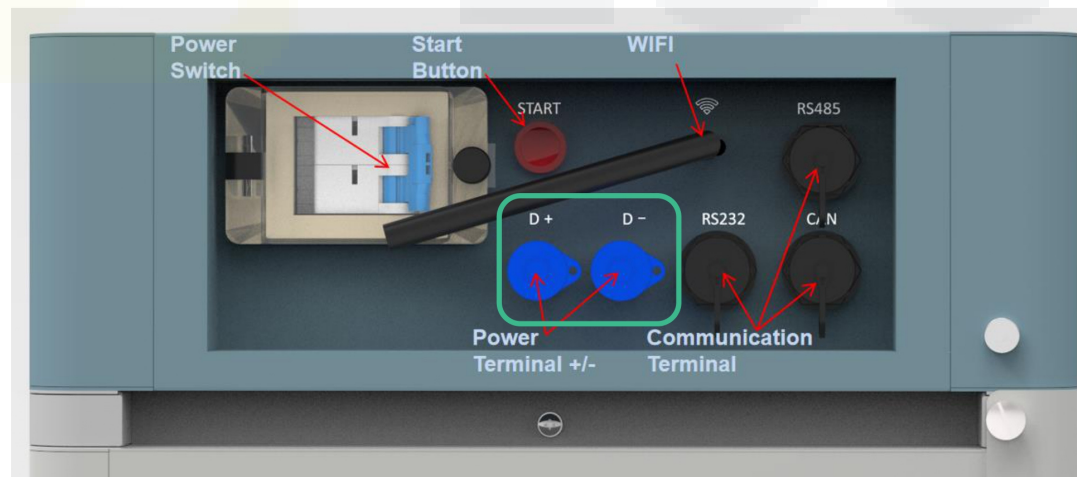 Power
Switch
Start
Button
WIFI
START
RS485
D +
D −
RS232
CAN
Power
Terminal +/-
Communication
Terminal